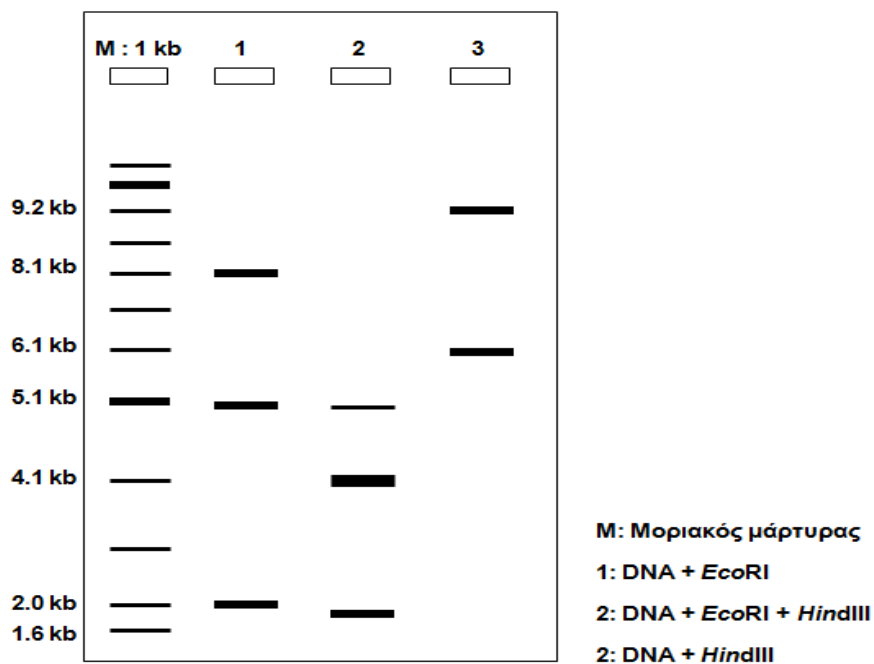 M : 1 kb 1 2 3
9.2 kb
8.1 kb
6.1 kb
5.1 kb
4.1 kb
2.0 kb
1.6 kb
M: Μοριακός μάρτυρας
1: DNA + EcoRI
2: DNA + EcoRI + HindIII
2: DNA + HindIII